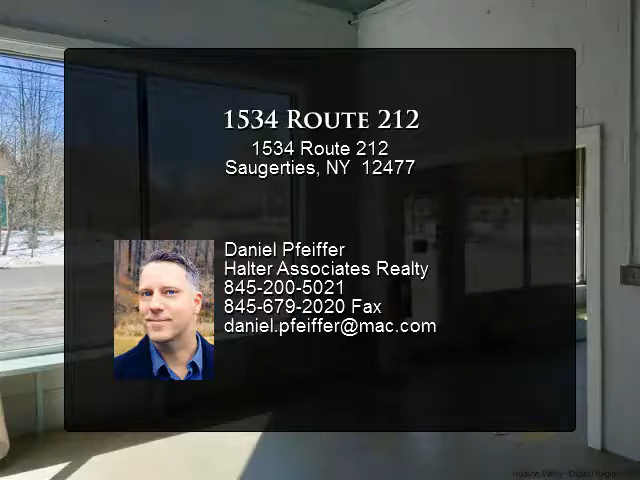 1534 Route 212
1534 Route 212
Saugerties, NY  12477
Daniel Pfeiffer
Halter Associates Realty
845-200-5021
845-679-2020 Fax
daniel.pfeiffer@mac.com